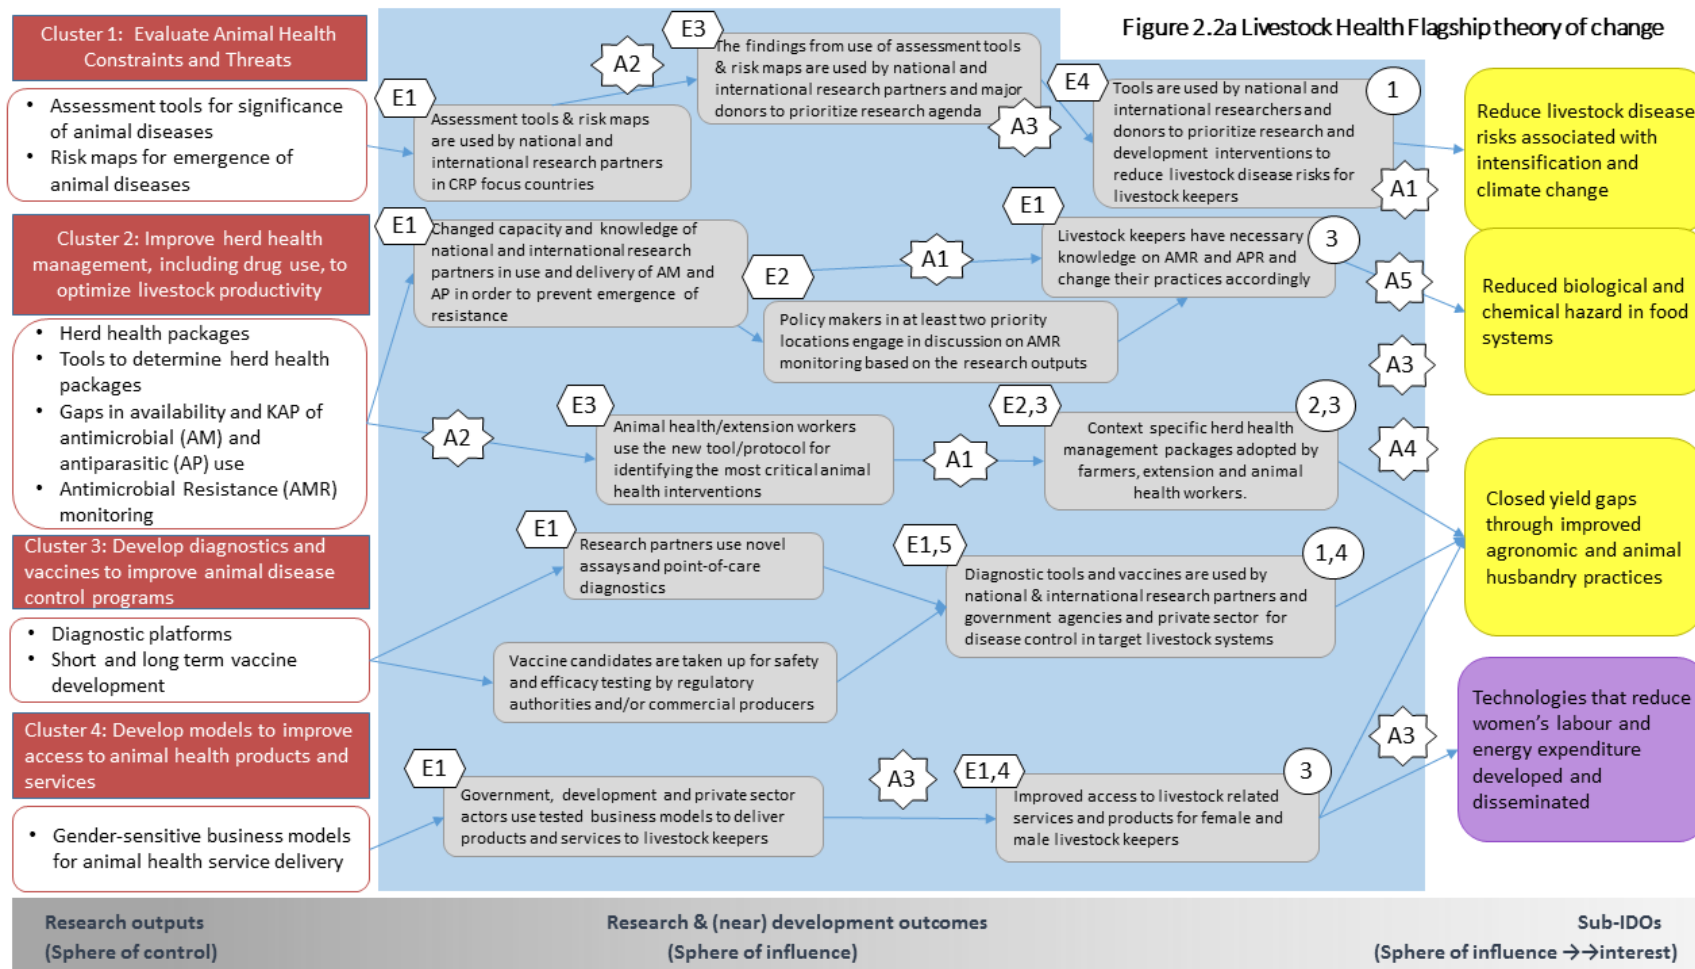 Figure 2.2a Livestock Health Flagship theory of change
Cluster 1: Evaluate Animal Health
Constraints and Threats
• Assessment tools for significance
of animal diseases
• Risk maps for emergence of
animal diseases
E1
Assessment tools & risk maps
are used by national and
international research partners
in CRP focus countries
A2
E3
The findings from use of assessment tools
& risk maps are used by national and
international research partners and major
donors to prioritize research agenda
A3
E4
1
Tools are used by national and
international researchers and
donors to prioritize research and
development interventions to
reduce livestock disease risks for
livestock keepers
A1
Reduce livestock disease
risks associated with
intensification and
climate change
Cluster 2: Improve herd health
management, including drug use, to
optimize livestock productivity
• Herd health packages
• Tools to determine herd health
packages
• Gaps in availability and KAP of
antimicrobial (AM) and
antiparasitic (AP) use
• Antimicrobial Resistance (AMR)
monitoring
E1
Changed capacity and knowledge of
national and international research
partners in use and delivery of AM and
AP in order to prevent emergence of
resistance
E2
Policy makers in at least two priority
locations engage in discussion on AMR
monitoring based on the research outputs
A1
E1
3
Livestock keepers have necessary
knowledge on AMR and APR and
change their practices accordingly
A5
Reduced biological and
chemical hazard in food
systems
A3
A2
E3
Animal health/extension workers
use the new tool/protocol for
identifying the most critical animal
health interventions
A1
E2,3
2,3
Context specific herd health
management packages adopted by
farmers, extension and animal
health workers.
A4
Closed yield gaps
through improved
agronomic and animal
husbandry practices
Cluster 3: Develop diagnostics and
vaccines to improve animal disease
control programs
• Diagnostic platforms
• Short and long term vaccine
development
E1
Research partners use novel
assays and point-of-care
diagnostics
Vaccine candidates are taken up for safety
and efficacy testing by regulatory
authorities and/or commercial producers
E1,5
1,4
Diagnostic tools and vaccines are used by
national & international research partners and
government agencies and private sector for
disease control in target livestock systems
Cluster 4: Develop models to improve
access to animal health products and
services
• Gender-sensitive business models
for animal health service delivery
E1
Government, development and private sector
actors use tested business models to deliver
products and services to livestock keepers
A3
E1,4
3
Improved access to livestock related
services and products for female and
male livestock keepers
A3
Technologies that reduce
women's labour and
energy expenditure
developed and
disseminated
Research outputs
(Sphere of control)
Research & (near) development outcomes
(Sphere of influence)
Sub-IDOs
(Sphere of influence →→interest)